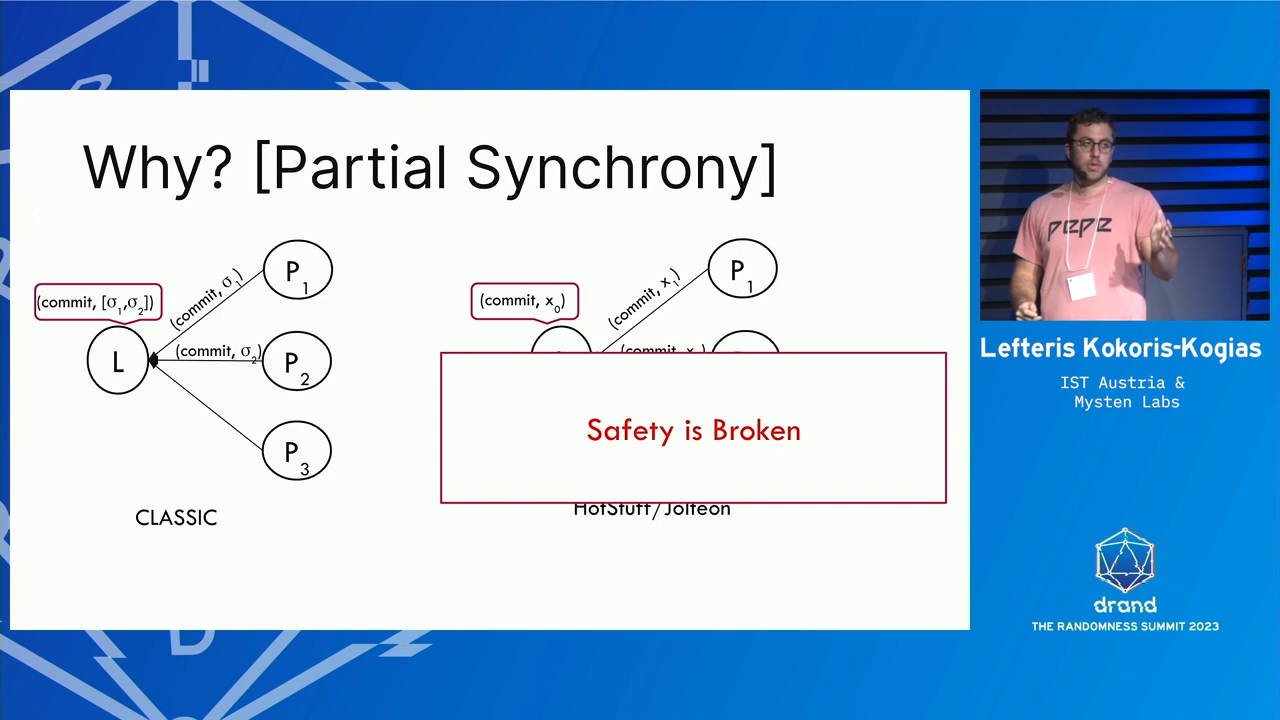 Why? [Partial Synchrony]
(commit, [σ1,σ2])
(commit, σ1)
P1
L
(commit, σ2)
P2
P3
CLASSIC
(commit, x0)
(commit, x1)
P1
Safety is Broken
HotStuff/Jolteon
pepe
Lefteris Kokoris-Kogias
IST Austria &
Mysten Labs
drand
THE RANDOMNESS SUMMIT 2023